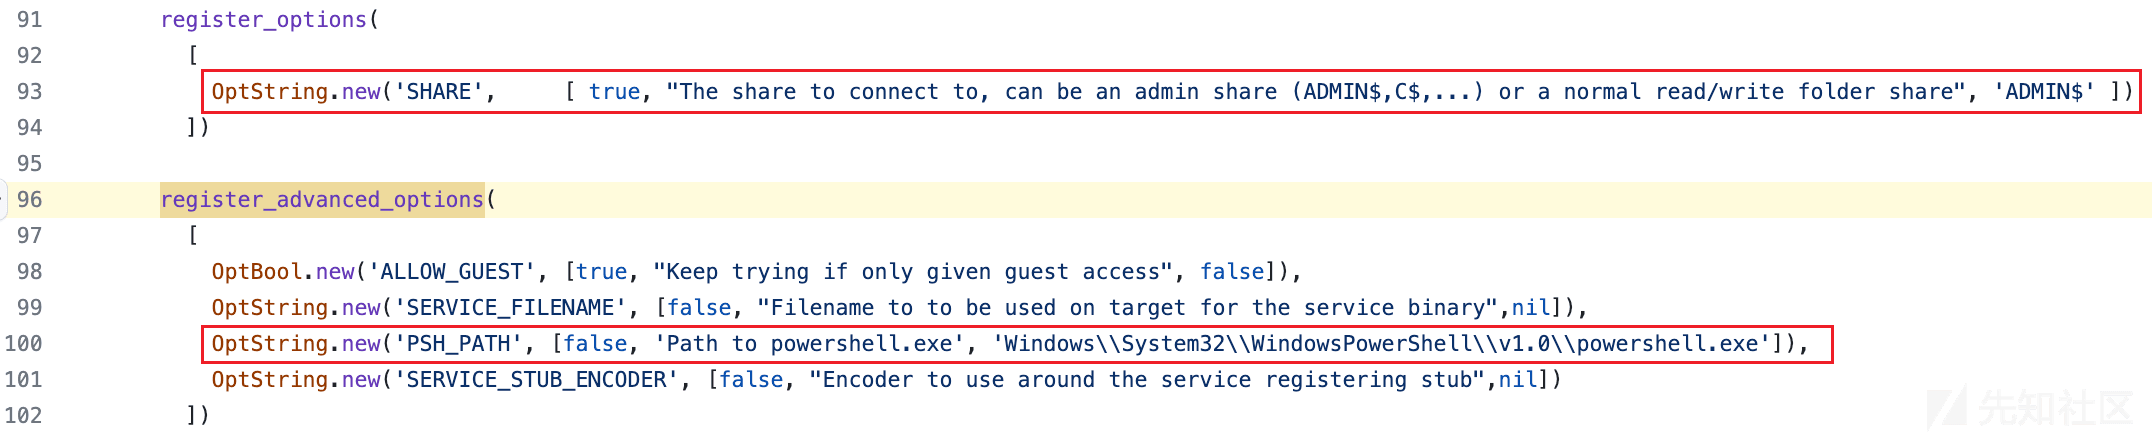 91 register_options(
92 [
93 OptString.new('SHARE', [ true, "The share to connect to, can be an admin share (ADMIN$,C$,...) or a normal read/write folder share", 'ADMIN$' ])
94 ])
95
96 register_advanced_options(
97 [
98 OptBool.new('ALLOW_GUEST', [true, "Keep trying if only given guest access", false]),
99 OptString.new('SERVICE_FILENAME', [false, "Filename to to be used on target for the service binary",nil]),
100 OptString.new('PSH_PATH', [false, 'Path to powershell.exe', 'Windows\\System32\\WindowsPowerShell\\v1.0\\powershell.exe']),
101 OptString.new('SERVICE_STUB_ENCODER', [false, "Encoder to use around the service registering stub",nil])
102 ])
先知社区